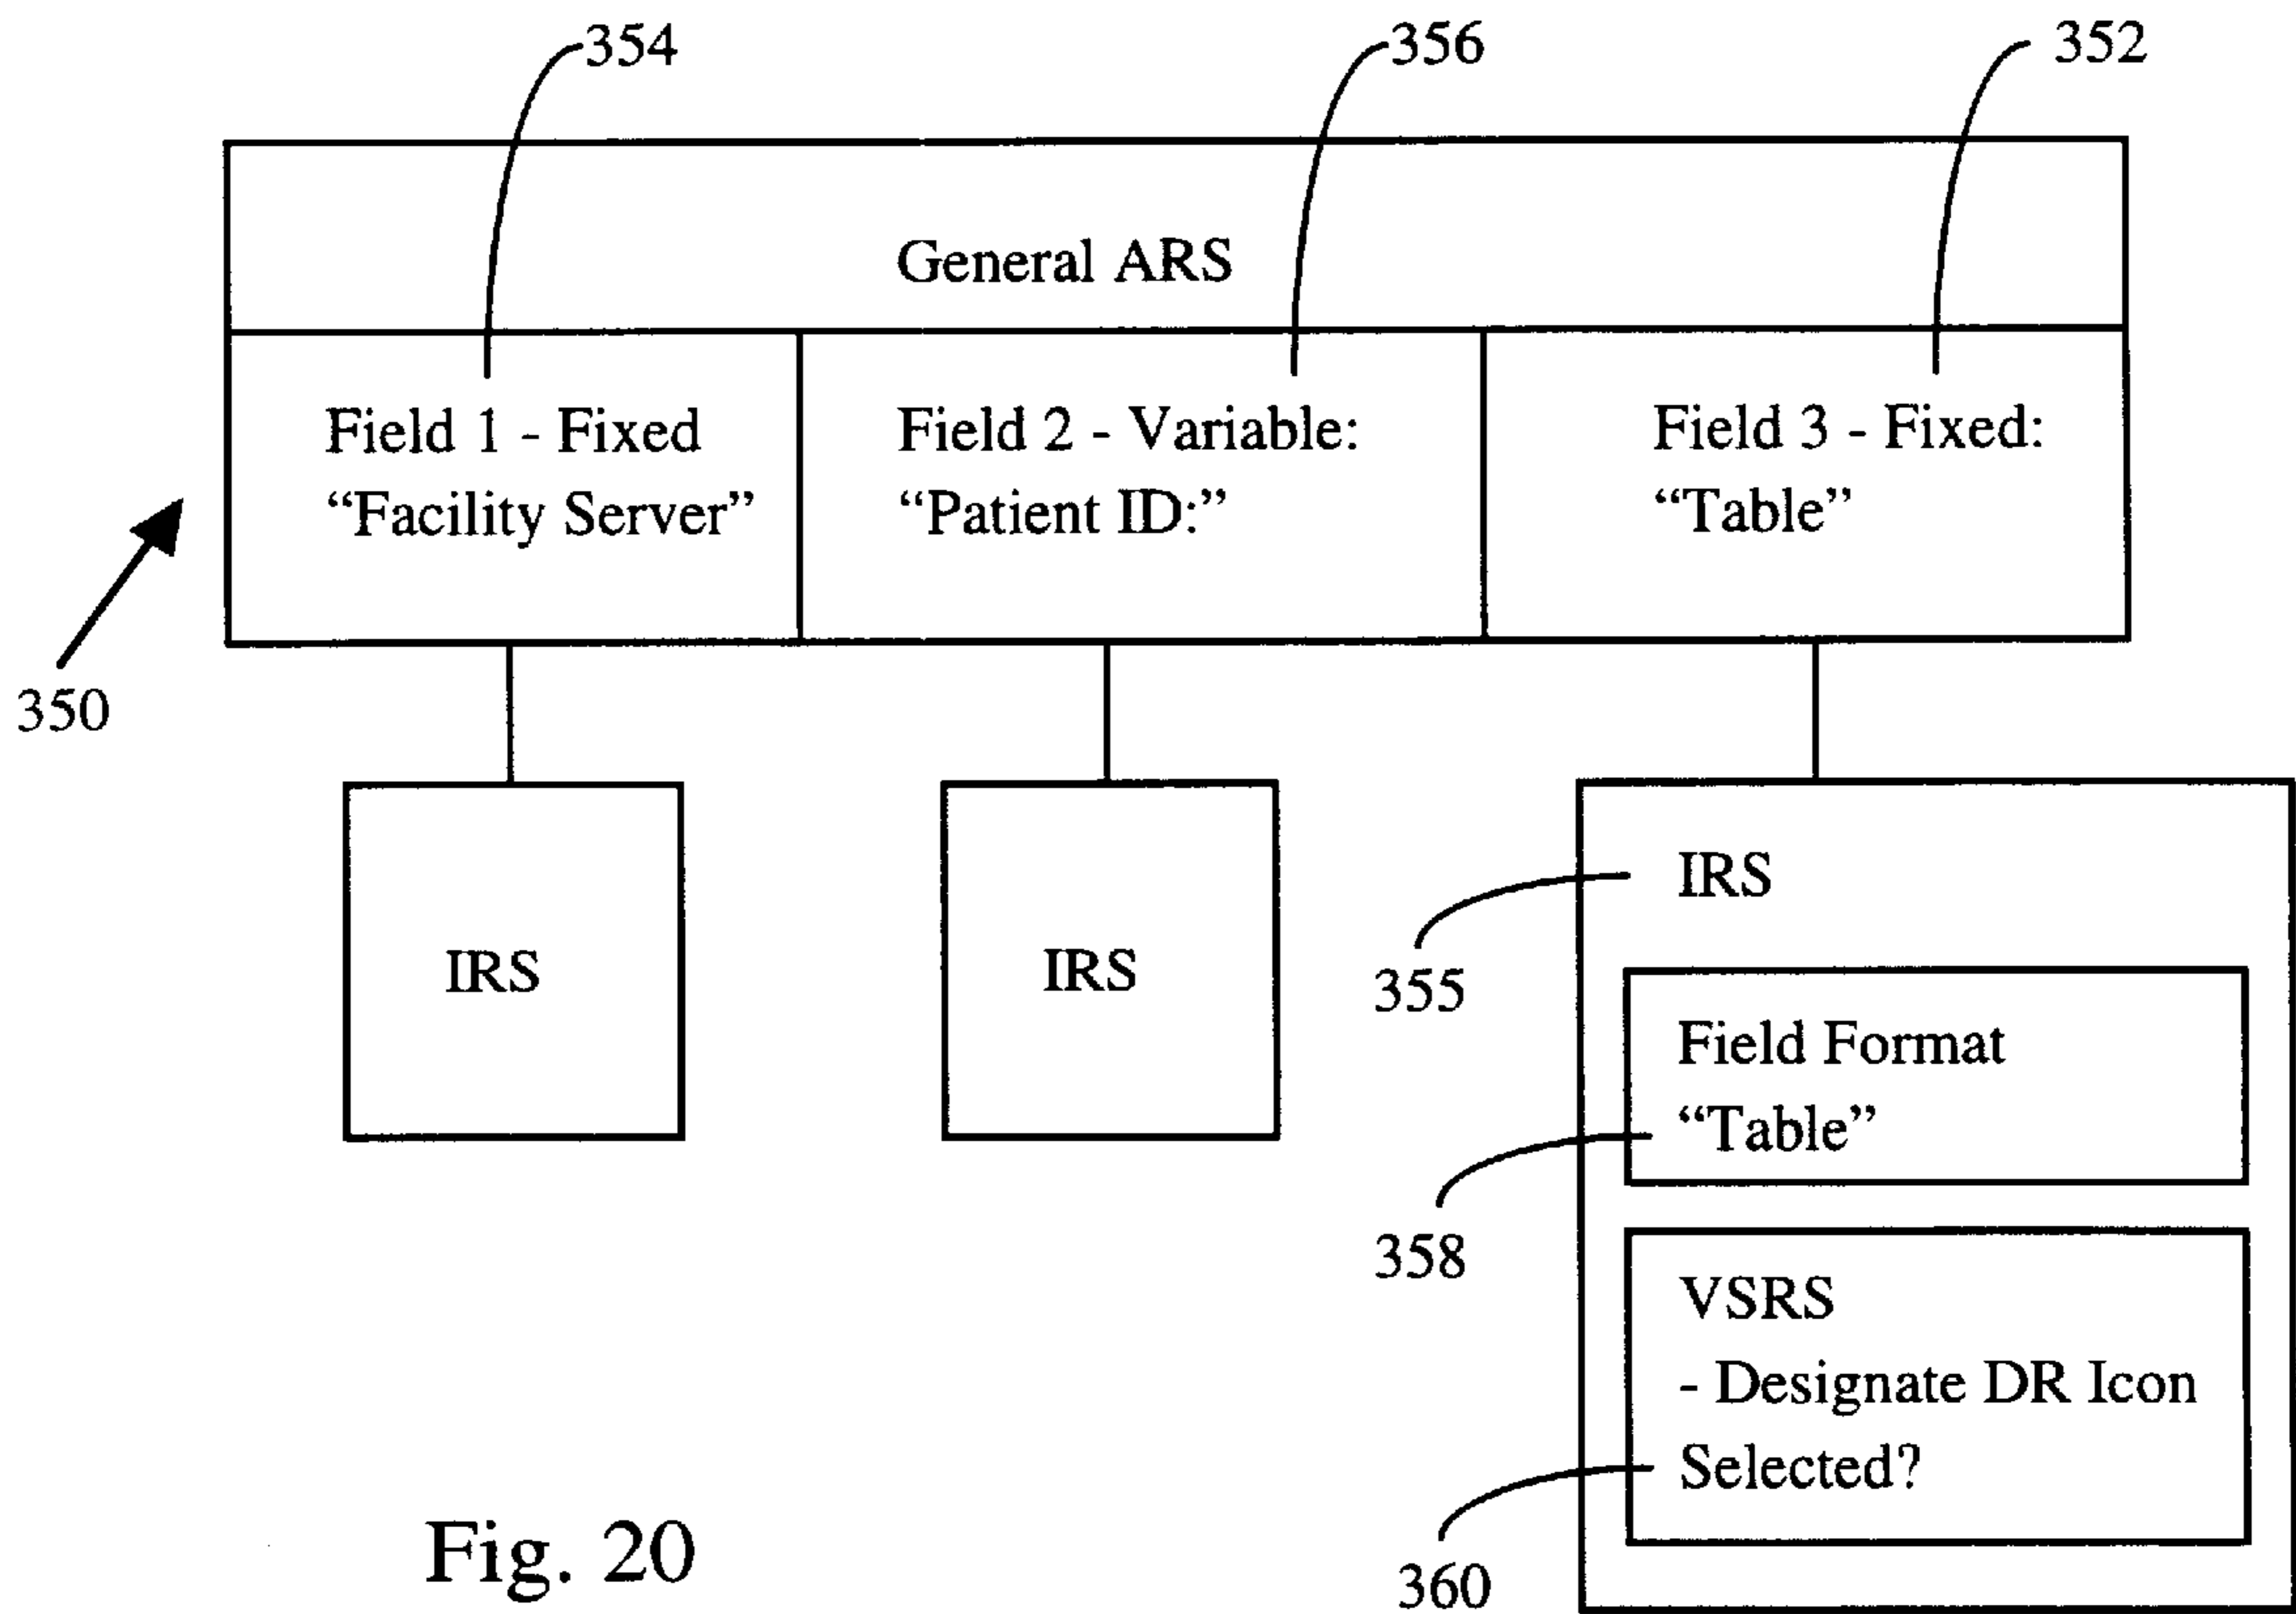 354
356
352
General ARS
Field 1 - Fixed
“Facility Server”
Field 2 - Variable:
“Patient ID:”
Field 3 - Fixed:
“Table”
350
IRS
IRS
IRS
355
Field Format
“Table”
358
VSRS
- Designate DR Icon
Selected?
360
Fig. 20